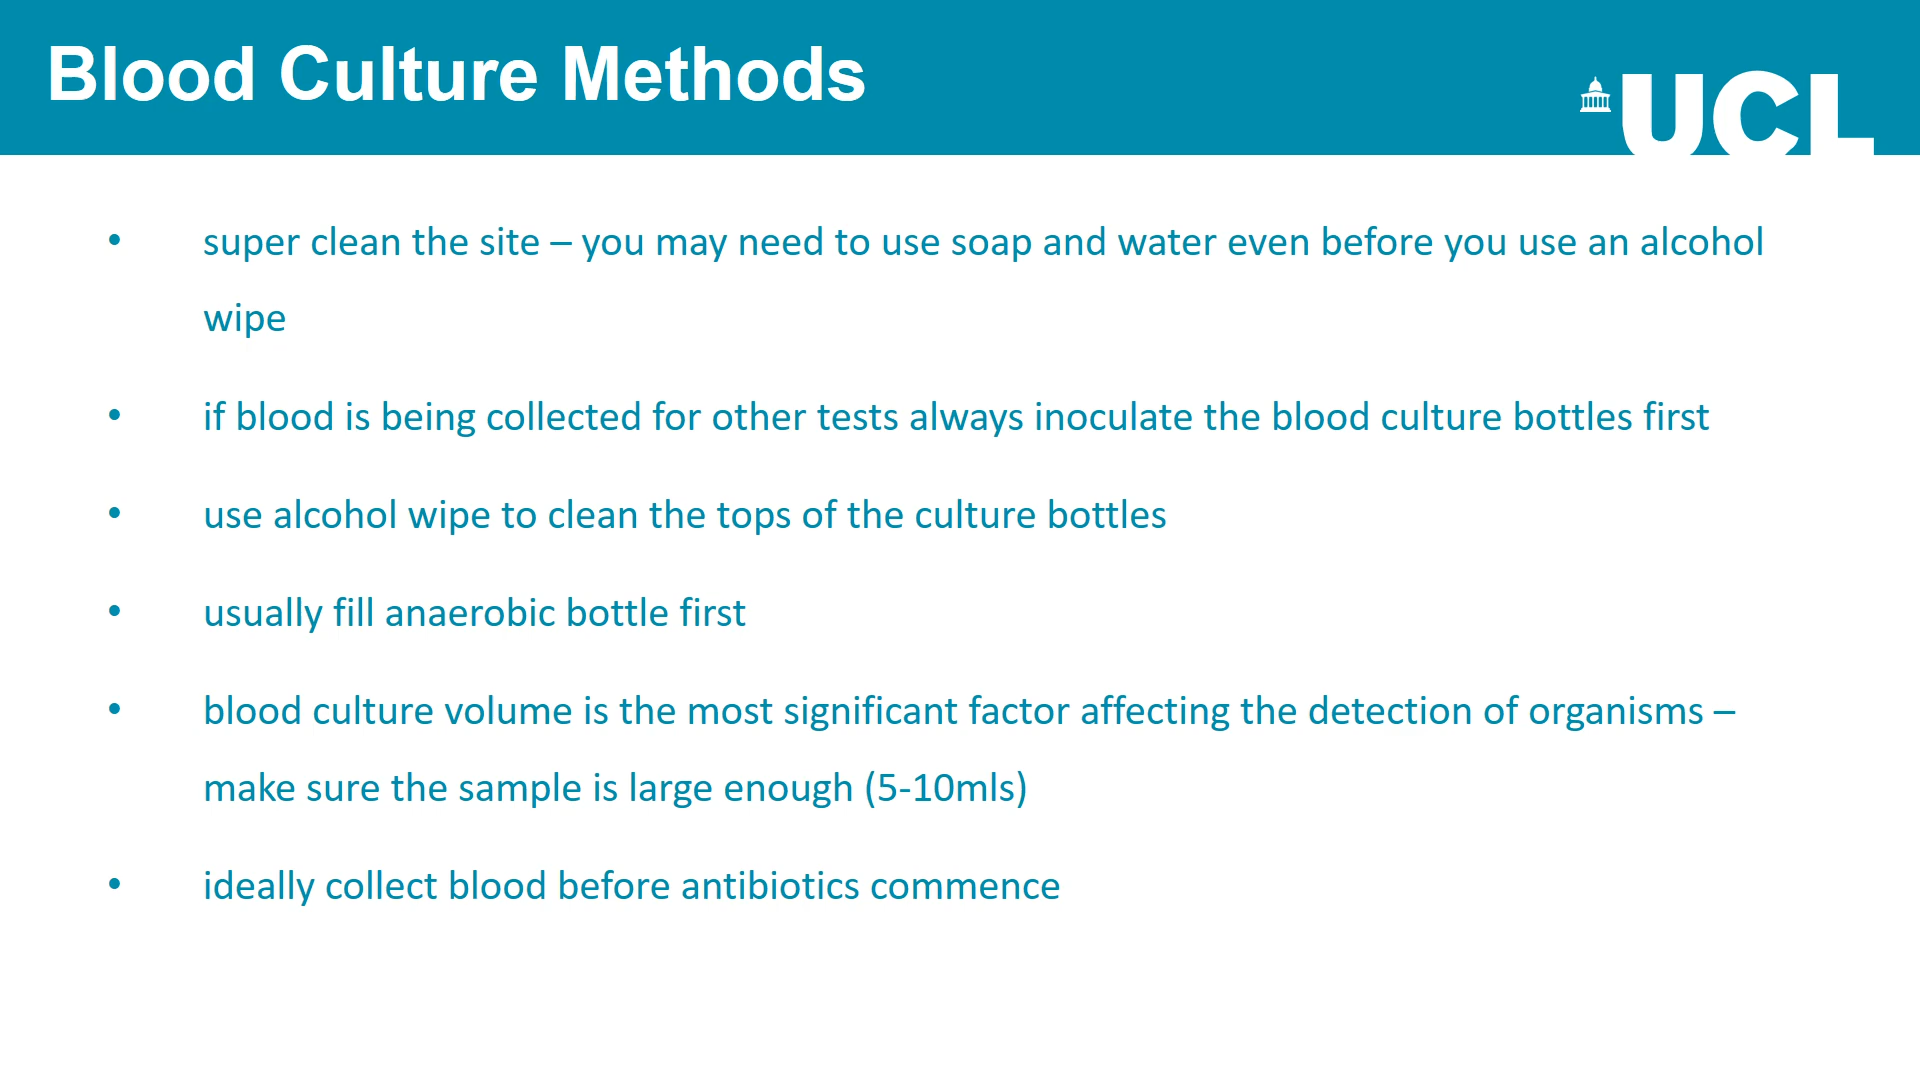 Blood Culture Methods
UCL
• super clean the site – you may need to use soap and water even before you use an alcohol
wipe
• if blood is being collected for other tests always inoculate the blood culture bottles first
• use alcohol wipe to clean the tops of the culture bottles
• usually fill anaerobic bottle first
• blood culture volume is the most significant factor affecting the detection of organisms –
make sure the sample is large enough (5-10mls)
• ideally collect blood before antibiotics commence